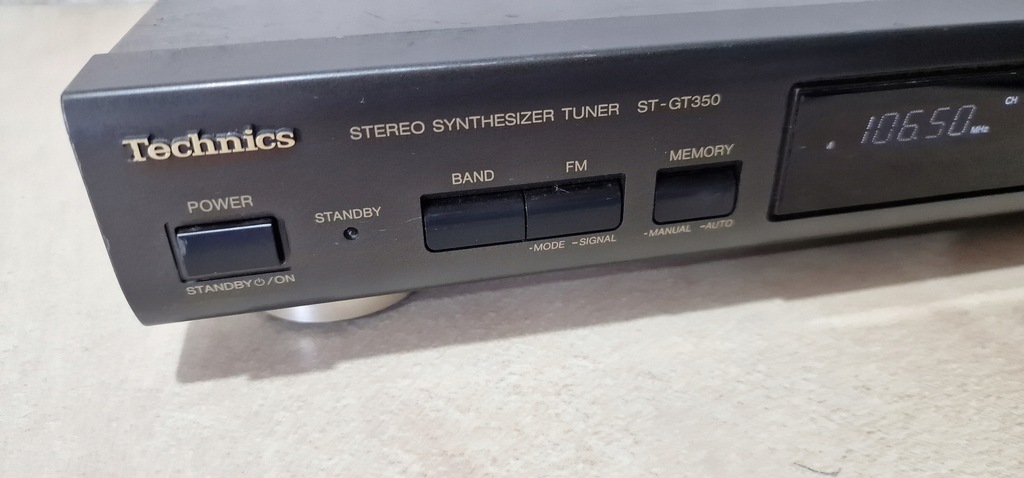 Technics
STEREO SYNTHESIZER TUNER ST-GT350
POWER
STANDBY ⏻/ON
STANDBY
BAND
FM
-MODE -SIGNAL
MEMORY
-MANUAL -AUTO
106.50 MHz
CH